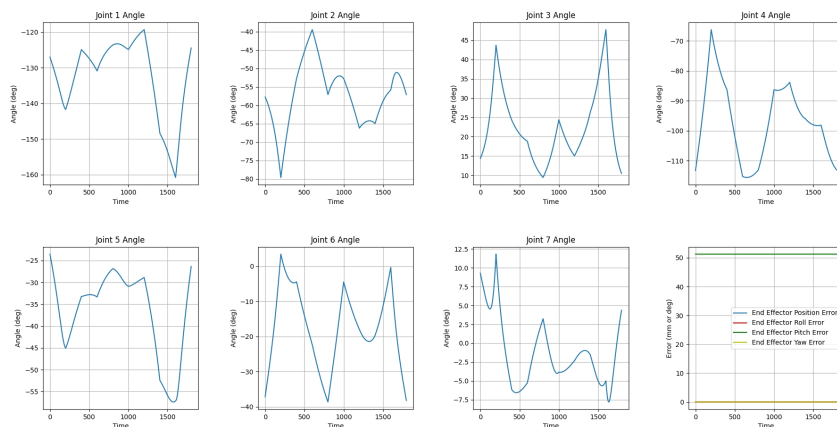 Joint 1 Angle
Angle (deg)
−120
−130
−140
−150
−160
0 500 1000 1500
Time
Joint 2 Angle
Angle (deg)
−40
−45
−50
−55
−60
−65
−70
−75
−80
0 500 1000 1500
Time
Joint 3 Angle
Angle (deg)
45
40
35
30
25
20
15
10
0 500 1000 1500
Time
Joint 4 Angle
Angle (deg)
−70
−80
−90
−100
−110
0 500 1000 1500
Time
Joint 5 Angle
Angle (deg)
−25
−30
−35
−40
−45
−50
−55
0 500 1000 1500
Time
Joint 6 Angle
Angle (deg)
0
−10
−20
−30
−40
0 500 1000 1500
Time
Joint 7 Angle
Angle (deg)
12.5
10.0
7.5
5.0
2.5
0.0
−2.5
−5.0
−7.5
0 500 1000 1500
Time
Error (mm or deg)
50
40
30
20
10
0
End Effector Position Error
End Effector Roll Error
End Effector Pitch Error
End Effector Yaw Error
0 500 1000 1500
Time